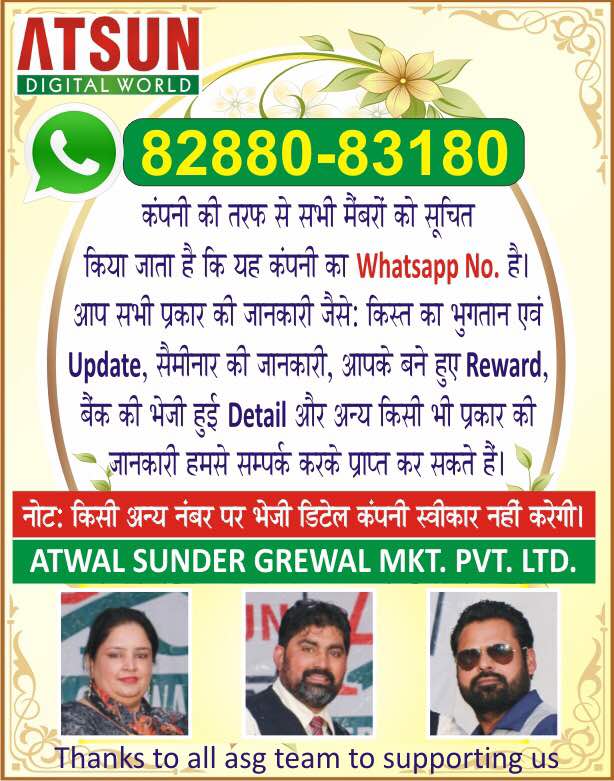 ATSUN
DIGITAL WORLD
82880-83180
कंपनी की तरफ से सभी मैंबरों को सूचित
किया जाता है कि यह कंपनी का Whatsapp No. है।
आप सभी प्रकार की जानकारी जैसे: किस्त का भुगतान एवं
Update, सैमीनार की जानकारी, आपके बने हुए Reward,
बैंक की भेजी हुई Detail और अन्य किसी भी प्रकार की
जानकारी हमसे सम्पर्क करके प्राप्त कर सकते हैं।
नोट: किसी अन्य नंबर पर भेजी डिटेल कंपनी स्वीकार नहीं करेगी।
ATWAL SUNDER GREWAL MKT. PVT. LTD.
Thanks to all asg team to supporting us